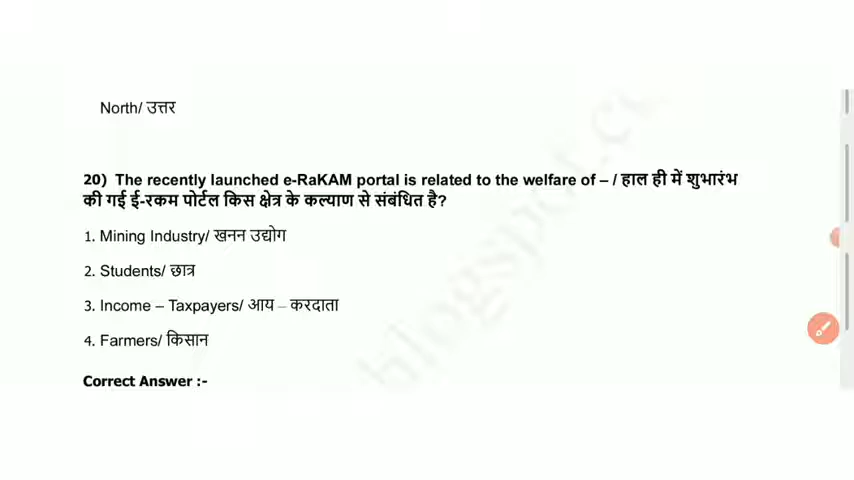 North/ उत्तर
20) The recently launched e-RaKAM portal is related to the welfare of – / हाल ही में शुभारंभ
की गई ई-रकम पोर्टल किस क्षेत्र के कल्याण से संबंधित है?
1. Mining Industry/ खनन उद्योग
2. Students/ छात्र
3. Income – Taxpayers/ आय – करदाता
4. Farmers/ किसान
Correct Answer :-
blogspot.c